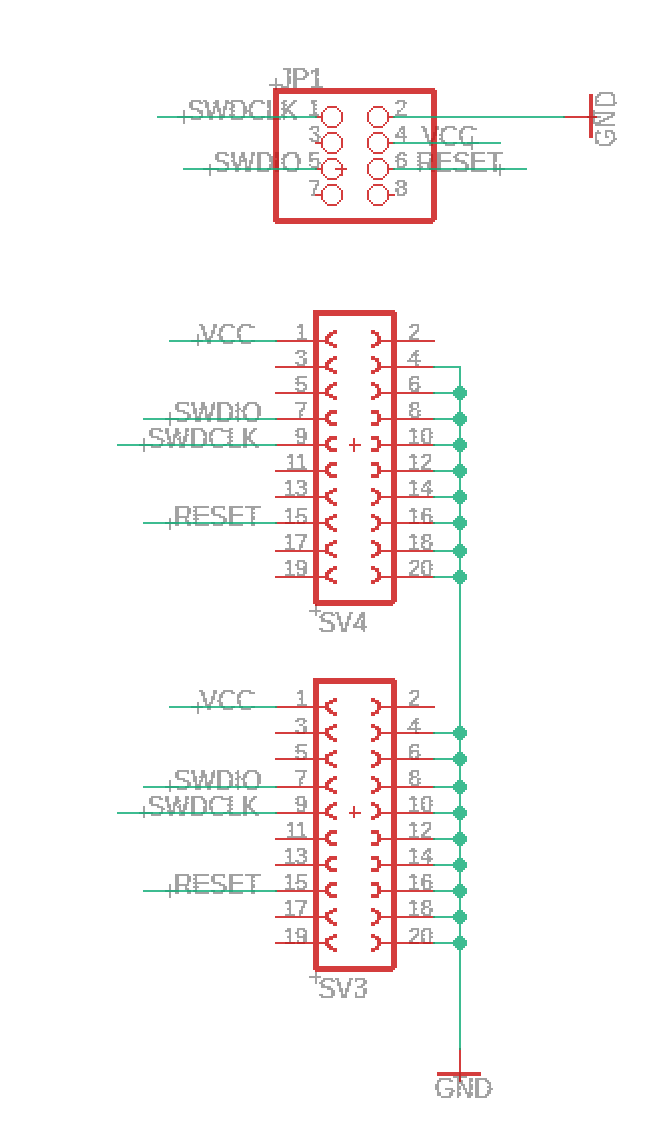 JP1
SWDCLK 1 2 GND
3 4 VCC
SWDIO 5 6 RESET
7 8
VCC 1 2
3 4
5 6
SWDIO 7 8
SWDCLK 9 10
11 12
13 14
RESET 15 16
17 18
19 20
SV4
VCC 1 2
3 4
5 6
SWDIO 7 8
SWDCLK 9 10
11 12
13 14
RESET 15 16
17 18
19 20
SV3
GND